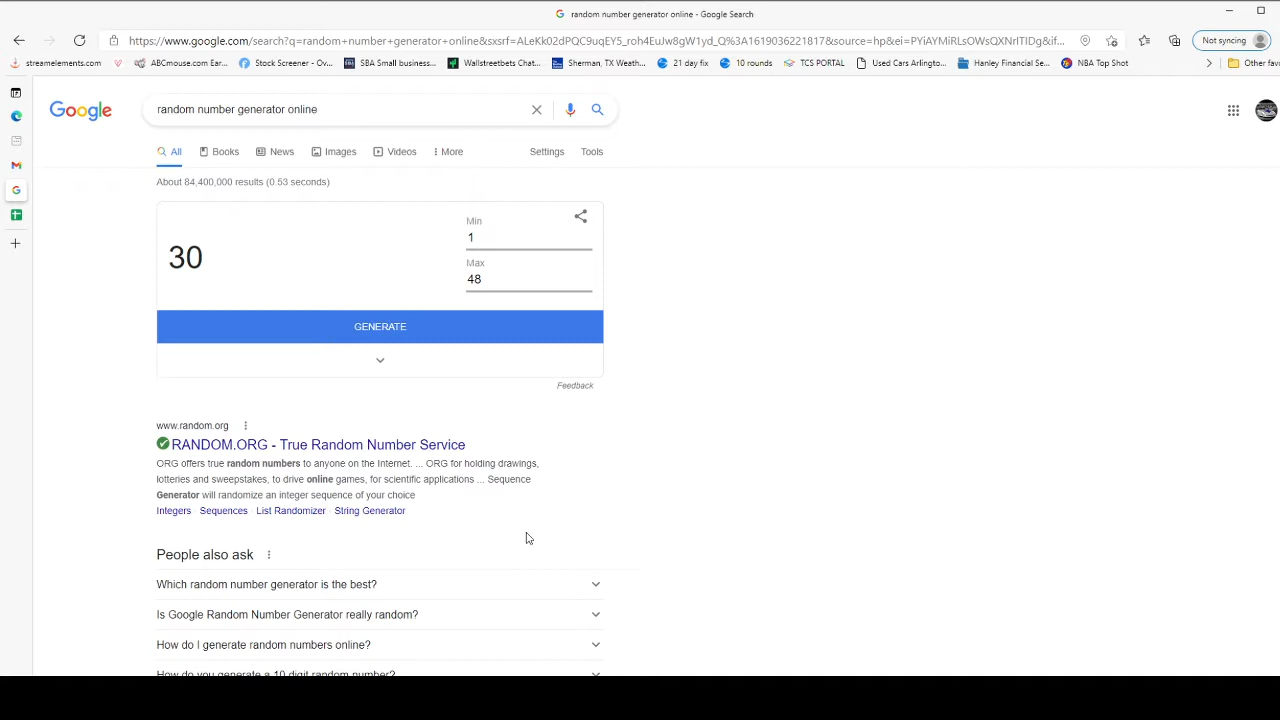 random number generator online - Google Search
https://www.google.com/search?q=random+number+generator+online&sxsrf=ALeKk02dPQC9uqEY5_roh4EuJw8gW1yd_Q%3A1619036221817&source=hp&ei=PYiAYMiRLsOWsQXNrITIDg&if...
Not syncing
streamelements.com
ABCmouse.com Ear...
Stock Screener - Ov...
SBA Small business...
Wallstreetbets Chat...
Sherman, TX Weath...
21 day fix
10 rounds
TCS PORTAL
Used Cars Arlingto...
Hanley Financial Se...
NBA Top Shot
Other fav
Google
random number generator online
All Books News Images Videos More Settings Tools
About 84,400,000 results (0.53 seconds)
30
Min
1
Max
48
GENERATE
Feedback
www.random.org
RANDOM.ORG - True Random Number Service
ORG offers true random numbers to anyone on the Internet. ... ORG for holding drawings,
lotteries and sweepstakes, to drive online games, for scientific applications ... Sequence
Generator will randomize an integer sequence of your choice
Integers · Sequences · List Randomizer · String Generator
People also ask
Which random number generator is the best?
Is Google Random Number Generator really random?
How do I generate random numbers online?
How do you generate a 10 digit random number?